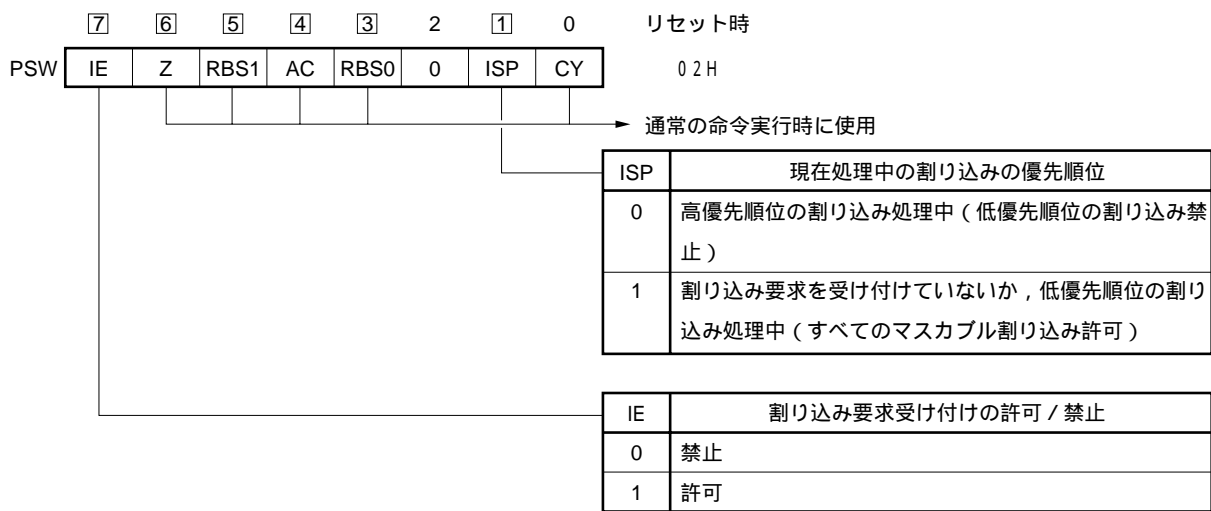 7 6 5 4 3 2 1 0 リセット時
PSW IE Z RBS1 AC RBS0 0 ISP CY 02H
通常の命令実行時に使用
ISP 現在処理中の割り込みの優先順位
0 高優先順位の割り込み処理中(低優先順位の割り込み禁
止)
1 割り込み要求を受け付けていないか,低優先順位の割り
込み処理中(すべてのマスカブル割り込み許可)
IE 割り込み要求受け付けの許可/禁止
0 禁止
1 許可